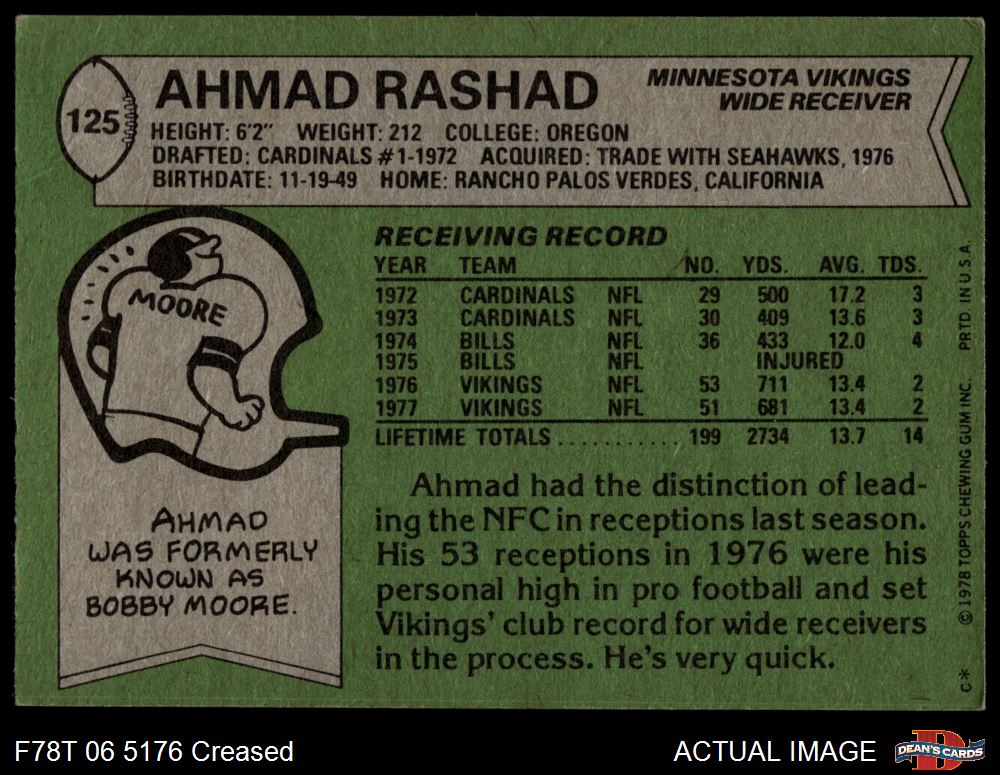 125
AHMAD RASHAD
MINNESOTA VIKINGS
WIDE RECEIVER
HEIGHT: 6'2" WEIGHT: 212 COLLEGE: OREGON
DRAFTED: CARDINALS #1-1972 ACQUIRED: TRADE WITH SEAHAWKS, 1976
BIRTHDATE: 11-19-49 HOME: RANCHO PALOS VERDES, CALIFORNIA
MOORE
AHMAD
WAS FORMERLY
KNOWN AS
BOBBY MOORE.
RECEIVING RECORD
YEAR TEAM NO. YDS. AVG. TDS.
1972 CARDINALS NFL 29 500 17.2 3
1973 CARDINALS NFL 30 409 13.6 3
1974 BILLS NFL 36 433 12.0 4
1975 BILLS NFL INJURED
1976 VIKINGS NFL 53 711 13.4 2
1977 VIKINGS NFL 51 681 13.4 2
LIFETIME TOTALS ........... 199 2734 13.7 14
Ahmad had the distinction of lead-
ing the NFC in receptions last season.
His 53 receptions in 1976 were his
personal high in pro football and set
Vikings' club record for wide receivers
in the process. He's very quick.
C* © 1978 TOPPS CHEWING GUM INC. PRTD. IN U.S.A.
F78T 06 5176 Creased
ACTUAL IMAGE
D
DEAN'S CARDS